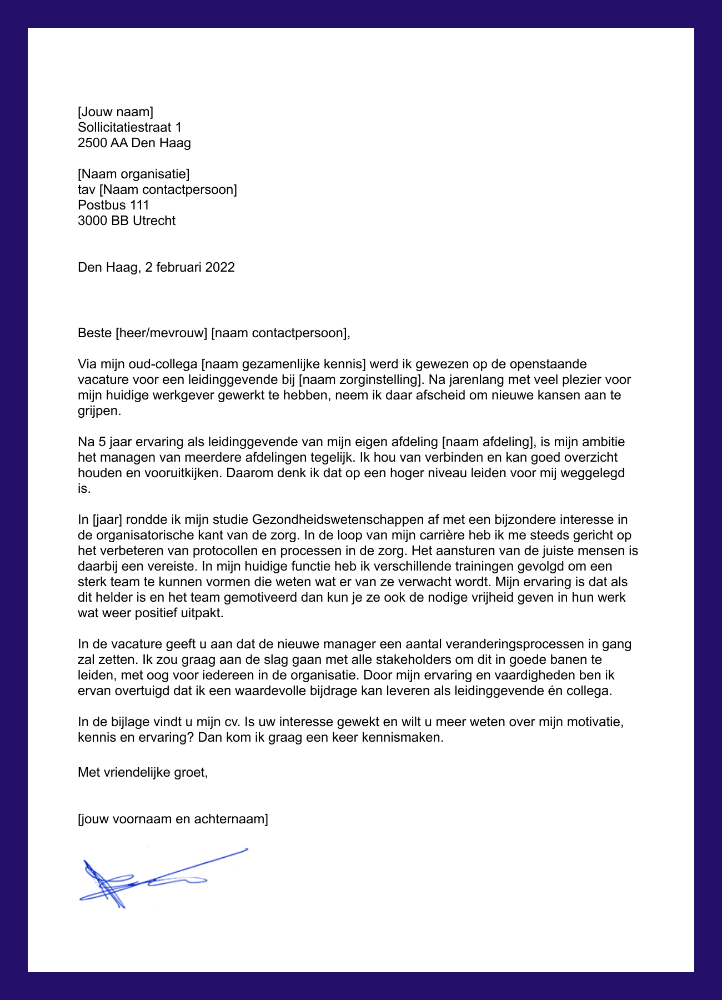 [Jouw naam]
Sollicitatiestraat 1
2500 AA Den Haag
[Naam organisatie]
tav [Naam contactpersoon]
Postbus 111
3000 BB Utrecht
Den Haag, 2 februari 2022
Beste [heer/mevrouw] [naam contactpersoon],
Via mijn oud-collega [naam gezamenlijke kennis] werd ik gewezen op de openstaande
vacature voor een leidinggevende bij [naam zorginstelling]. Na jarenlang met veel plezier voor
mijn huidige werkgever gewerkt te hebben, neem ik daar afscheid om nieuwe kansen aan te
grijpen.
Na 5 jaar ervaring als leidinggevende van mijn eigen afdeling [naam afdeling], is mijn ambitie
het managen van meerdere afdelingen tegelijk. Ik hou van verbinden en kan goed overzicht
houden en vooruitkijken. Daarom denk ik dat op een hoger niveau leiden voor mij weggelegd
is.
In [jaar] rondde ik mijn studie Gezondheidswetenschappen af met een bijzondere interesse in
de organisatorische kant van de zorg. In de loop van mijn carrière heb ik me steeds gericht op
het verbeteren van protocollen en processen in de zorg. Het aansturen van de juiste mensen is
daarbij een vereiste. In mijn huidige functie heb ik verschillende trainingen gevolgd om een
sterk team te kunnen vormen die weten wat er van ze verwacht wordt. Mijn ervaring is dat als
dit helder is en het team gemotiveerd dan kun je ze ook de nodige vrijheid geven in hun werk
wat weer positief uitpakt.
In de vacature geeft u aan dat de nieuwe manager een aantal veranderingsprocessen in gang
zal zetten. Ik zou graag aan de slag gaan met alle stakeholders om dit in goede banen te
leiden, met oog voor iedereen in de organisatie. Door mijn ervaring en vaardigheden ben ik
ervan overtuigd dat ik een waardevolle bijdrage kan leveren als leidinggevende én collega.
In de bijlage vindt u mijn cv. Is uw interesse gewekt en wilt u meer weten over mijn motivatie,
kennis en ervaring? Dan kom ik graag een keer kennismaken.
Met vriendelijke groet,
[jouw voornaam en achternaam]